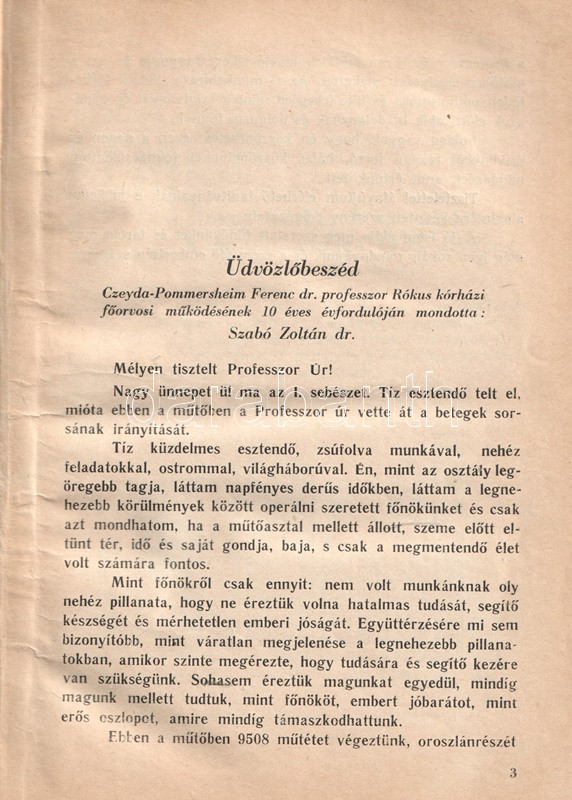 Üdvözlőbeszéd
Czeyda-Pommersheim Ferenc dr. professzor Rókus kórházi
főorvosi működésének 10 éves évfordulóján mondotta:
Szabó Zoltán dr.
Mélyen tisztelt Professzor Úr!
Nagy ünnepet ül ma az I. sebészet. Tíz esztendő telt el,
mióta ebben a műtőben a Professzor úr vette át a betegek sor-
sának irányítását.
Tíz küzdelmes esztendő, zsúfolva munkával, nehéz
feladatokkal, ostrommal, világháborúval. Én, mint az osztály leg-
öregebb tagja, láttam napfényes derűs időkben, láttam a legne-
hezebb körülmények között operálni szeretett főnökünket és csak
azt mondhatom, ha a műtőasztal mellett állott, szeme előtt el-
tünt tér, idő és saját gondja, baja, s csak a megmentendő élet
volt számára fontos.
Mint főnökről csak ennyit: nem volt munkánknak oly
nehéz pillanata, hogy ne éreztük volna hatalmas tudását, segítő
készségét és mérhetetlen emberi jóságát. Együttérzésére mi sem
bizonyítóbb, mint váratlan megjelenése a legnehezebb pillana-
tokban, amikor szinte megérezte, hogy tudására és segítő kezére
van szükségünk. Sohasem éreztük magunkat egyedül, mindig
magunk mellett tudtuk, mint főnököt, embert jóbarátot, mint
erős oszlopot, amire mindig támaszkodhattunk.
Ebben a műtőben 9508 műtétet végeztünk, oroszlánrészét
3
darabanth